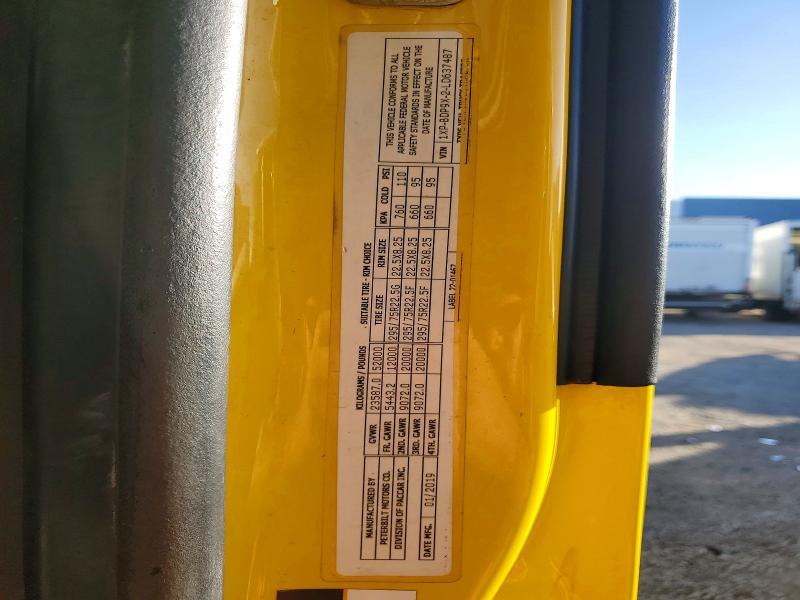 MANUFACTURED BY
PETERBILT MOTORS CO.
DIVISION OF PACCAR INC.
DATE MFG. 01/2019
KILOGRAMS / POUNDS
GVWR 23587.0 52000
FR. GAWR 5443.2 12000
2ND. GAWR 9072.0 20000
3RD. GAWR 9072.0 20000
4TH. GAWR
SUITABLE TIRE - RIM CHOICE
TIRE SIZE RIM SIZE KPA COLD PSI
295/75R22.5G 22.5X8.25 760 110
295/75R22.5F 22.5X8.25 660 95
295/75R22.5F 22.5X8.25 660 95
LABEL 22-01467
THIS VEHICLE CONFORMS TO ALL
APPLICABLE FEDERAL MOTOR VEHICLE
SAFETY STANDARDS IN EFFECT ON THE
DATE OF MANUFACTURE
VIN 1XP-BDP9X-2-LD637487